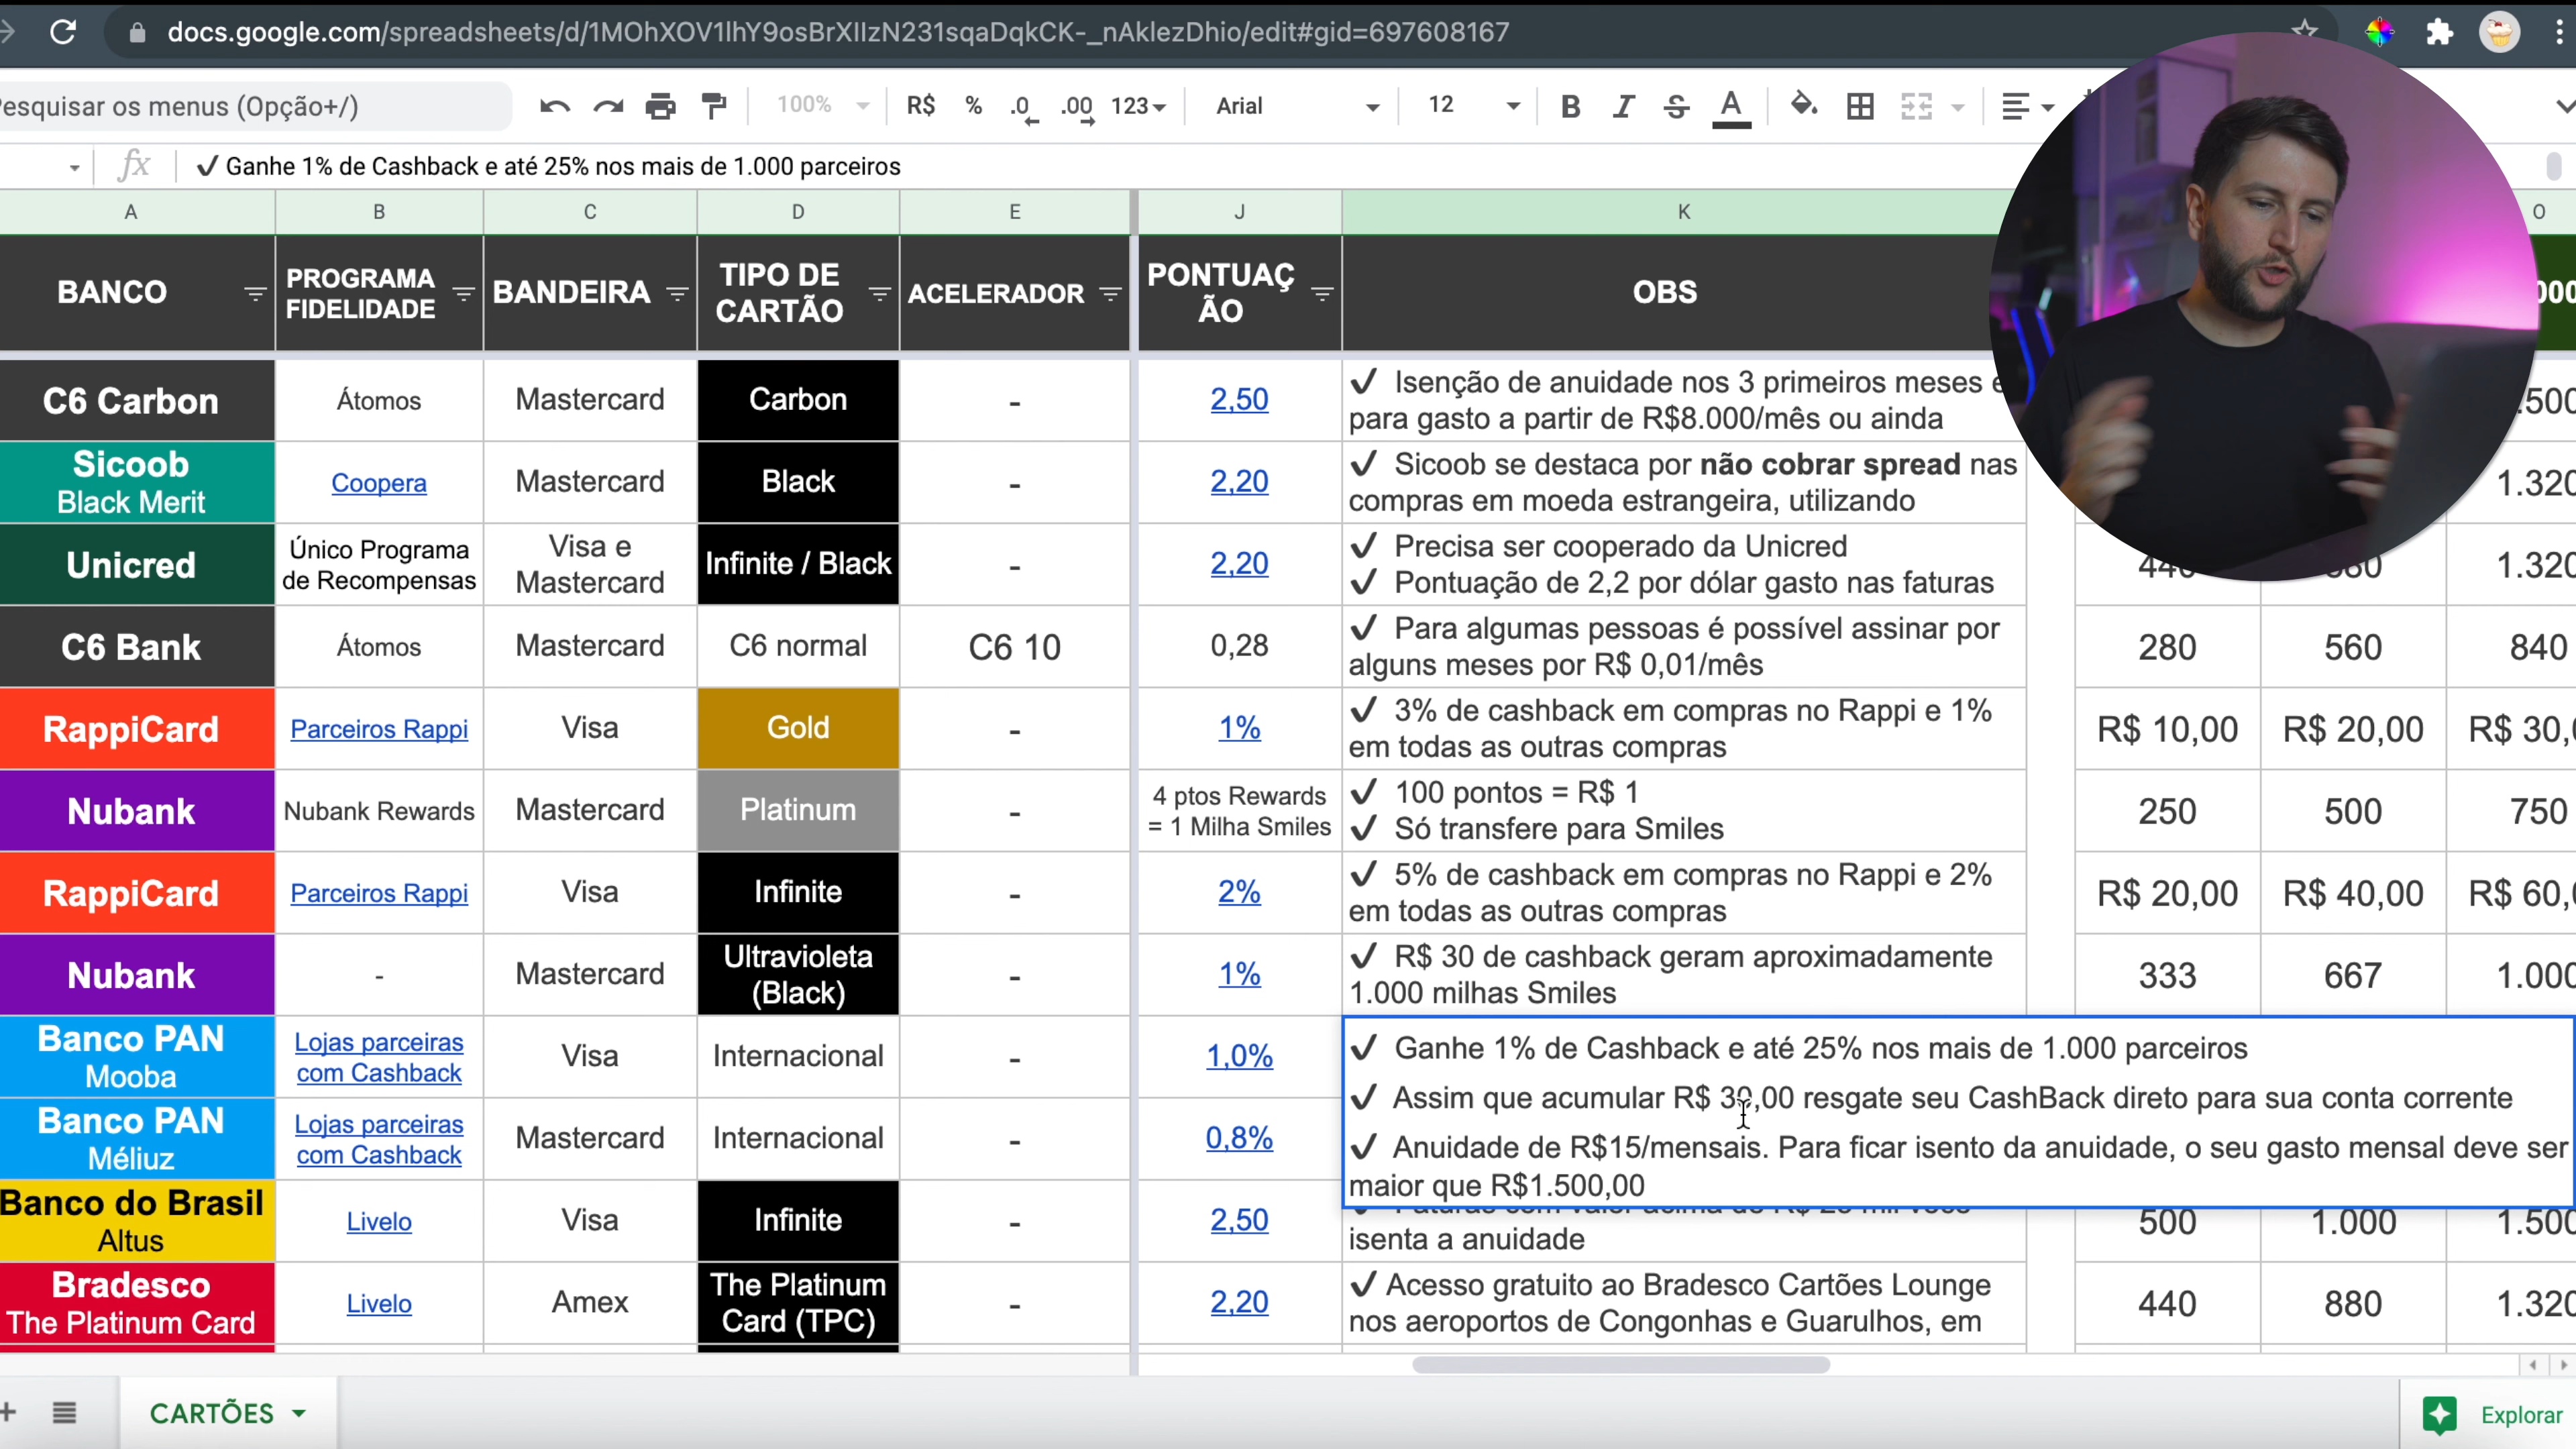 docs.google.com/spreadsheets/d/1MOhXOV1lhY9osBrXIIzN231sqaDqkCK-_nAklezDhio/edit#gid=697608167
Pesquisar os menus (Opção+/)
100%
R$
%
.0
.00
123
Arial
12
B
I
S
A
fx
✔ Ganhe 1% de Cashback e até 25% nos mais de 1.000 parceiros
A
B
C
D
E
J
K
O
BANCO
PROGRAMA
FIDELIDADE
BANDEIRA
TIPO DE
CARTÃO
ACELERADOR
PONTUAÇ
ÃO
OBS
C6 Carbon
Átomos
Mastercard
Carbon
-
2,50
✔ Isenção de anuidade nos 3 primeiros meses e
para gasto a partir de R$8.000/mês ou ainda
Sicoob
Black Merit
Coopera
Mastercard
Black
-
2,20
✔ Sicoob se destaca por não cobrar spread nas
compras em moeda estrangeira, utilizando
1.320
Unicred
Único Programa
de Recompensas
Visa e
Mastercard
Infinite / Black
-
2,20
✔ Precisa ser cooperado da Unicred
✔ Pontuação de 2,2 por dólar gasto nas faturas
1.320
C6 Bank
Átomos
Mastercard
C6 normal
C6 10
0,28
✔ Para algumas pessoas é possível assinar por
alguns meses por R$ 0,01/mês
280
560
840
RappiCard
Parceiros Rappi
Visa
Gold
-
1%
✔ 3% de cashback em compras no Rappi e 1%
em todas as outras compras
R$ 10,00
R$ 20,00
R$ 30,0
Nubank
Nubank Rewards
Mastercard
Platinum
-
4 ptos Rewards
= 1 Milha Smiles
✔ 100 pontos = R$ 1
✔ Só transfere para Smiles
250
500
750
RappiCard
Parceiros Rappi
Visa
Infinite
-
2%
✔ 5% de cashback em compras no Rappi e 2%
em todas as outras compras
R$ 20,00
R$ 40,00
R$ 60,0
Nubank
-
Mastercard
Ultravioleta
(Black)
-
1%
✔ R$ 30 de cashback geram aproximadamente
1.000 milhas Smiles
333
667
1.000
Banco PAN
Mooba
Lojas parceiras
com Cashback
Visa
Internacional
-
1,0%
✔ Ganhe 1% de Cashback e até 25% nos mais de 1.000 parceiros
✔ Assim que acumular R$ 30,00 resgate seu CashBack direto para sua conta corrente
✔ Anuidade de R$15/mensais. Para ficar isento da anuidade, o seu gasto mensal deve ser
maior que R$1.500,00
Banco PAN
Méliuz
Lojas parceiras
com Cashback
Mastercard
Internacional
-
0,8%
Banco do Brasil
Altus
Livelo
Visa
Infinite
-
2,50
isenta a anuidade
500
1.000
1.500
Bradesco
The Platinum Card
Livelo
Amex
The Platinum
Card (TPC)
-
2,20
✔ Acesso gratuito ao Bradesco Cartões Lounge
nos aeroportos de Congonhas e Guarulhos, em
440
880
1.320
CARTÕES
Explorar